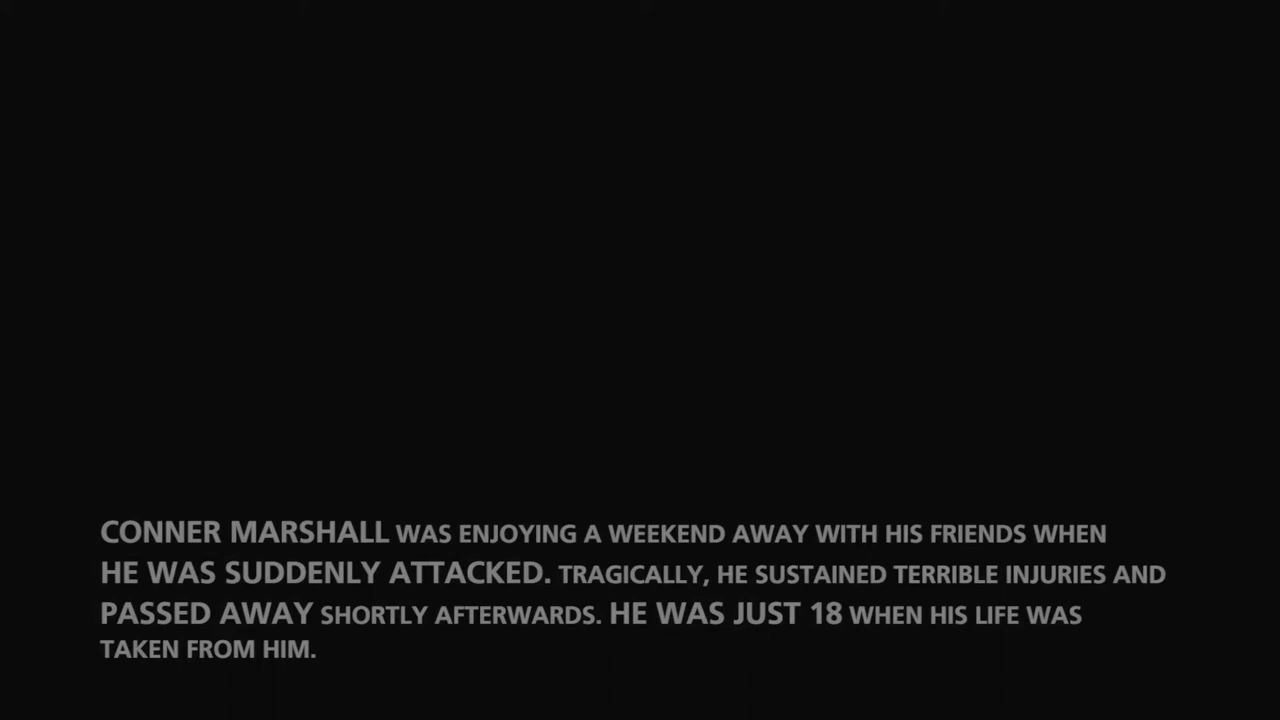 CONNER MARSHALL WAS ENJOYING A WEEKEND AWAY WITH HIS FRIENDS WHEN
HE WAS SUDDENLY ATTACKED. TRAGICALLY, HE SUSTAINED TERRIBLE INJURIES AND
PASSED AWAY SHORTLY AFTERWARDS. HE WAS JUST 18 WHEN HIS LIFE WAS
TAKEN FROM HIM.